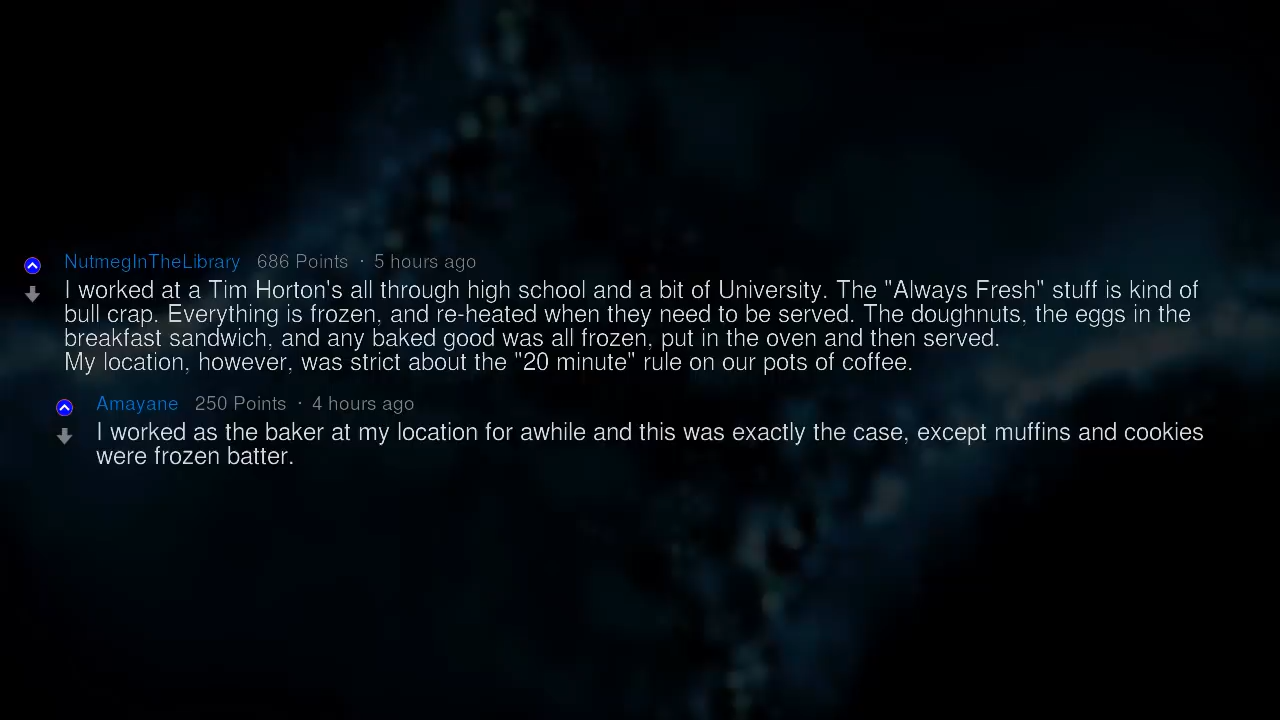 NutmegInTheLibrary 686 Points · 5 hours ago
I worked at a Tim Horton's all through high school and a bit of University. The "Always Fresh" stuff is kind of
bull crap. Everything is frozen, and re-heated when they need to be served. The doughnuts, the eggs in the
breakfast sandwich, and any baked good was all frozen, put in the oven and then served.
My location, however, was strict about the "20 minute" rule on our pots of coffee.
Amayane 250 Points · 4 hours ago
I worked as the baker at my location for awhile and this was exactly the case, except muffins and cookies
were frozen batter.